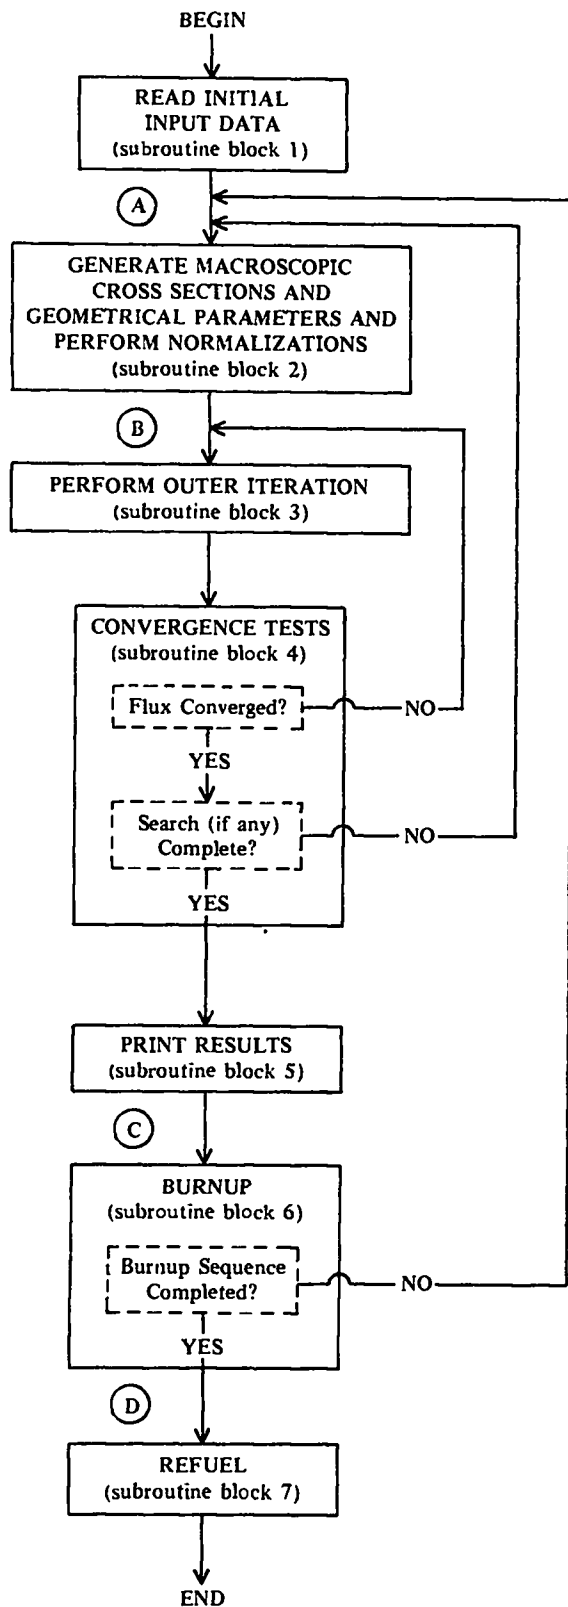 BEGIN
READ INITIAL
INPUT DATA
(subroutine block 1)
A
GENERATE MACROSCOPIC
CROSS SECTIONS AND
GEOMETRICAL PARAMETERS AND
PERFORM NORMALIZATIONS
(subroutine block 2)
B
PERFORM OUTER ITERATION
(subroutine block 3)
CONVERGENCE TESTS
(subroutine block 4)
Flux Converged?
NO
YES
Search (if any)
Complete?
NO
YES
PRINT RESULTS
(subroutine block 5)
C
BURNUP
(subroutine block 6)
Burnup Sequence
Completed?
NO
YES
D
REFUEL
(subroutine block 7)
END